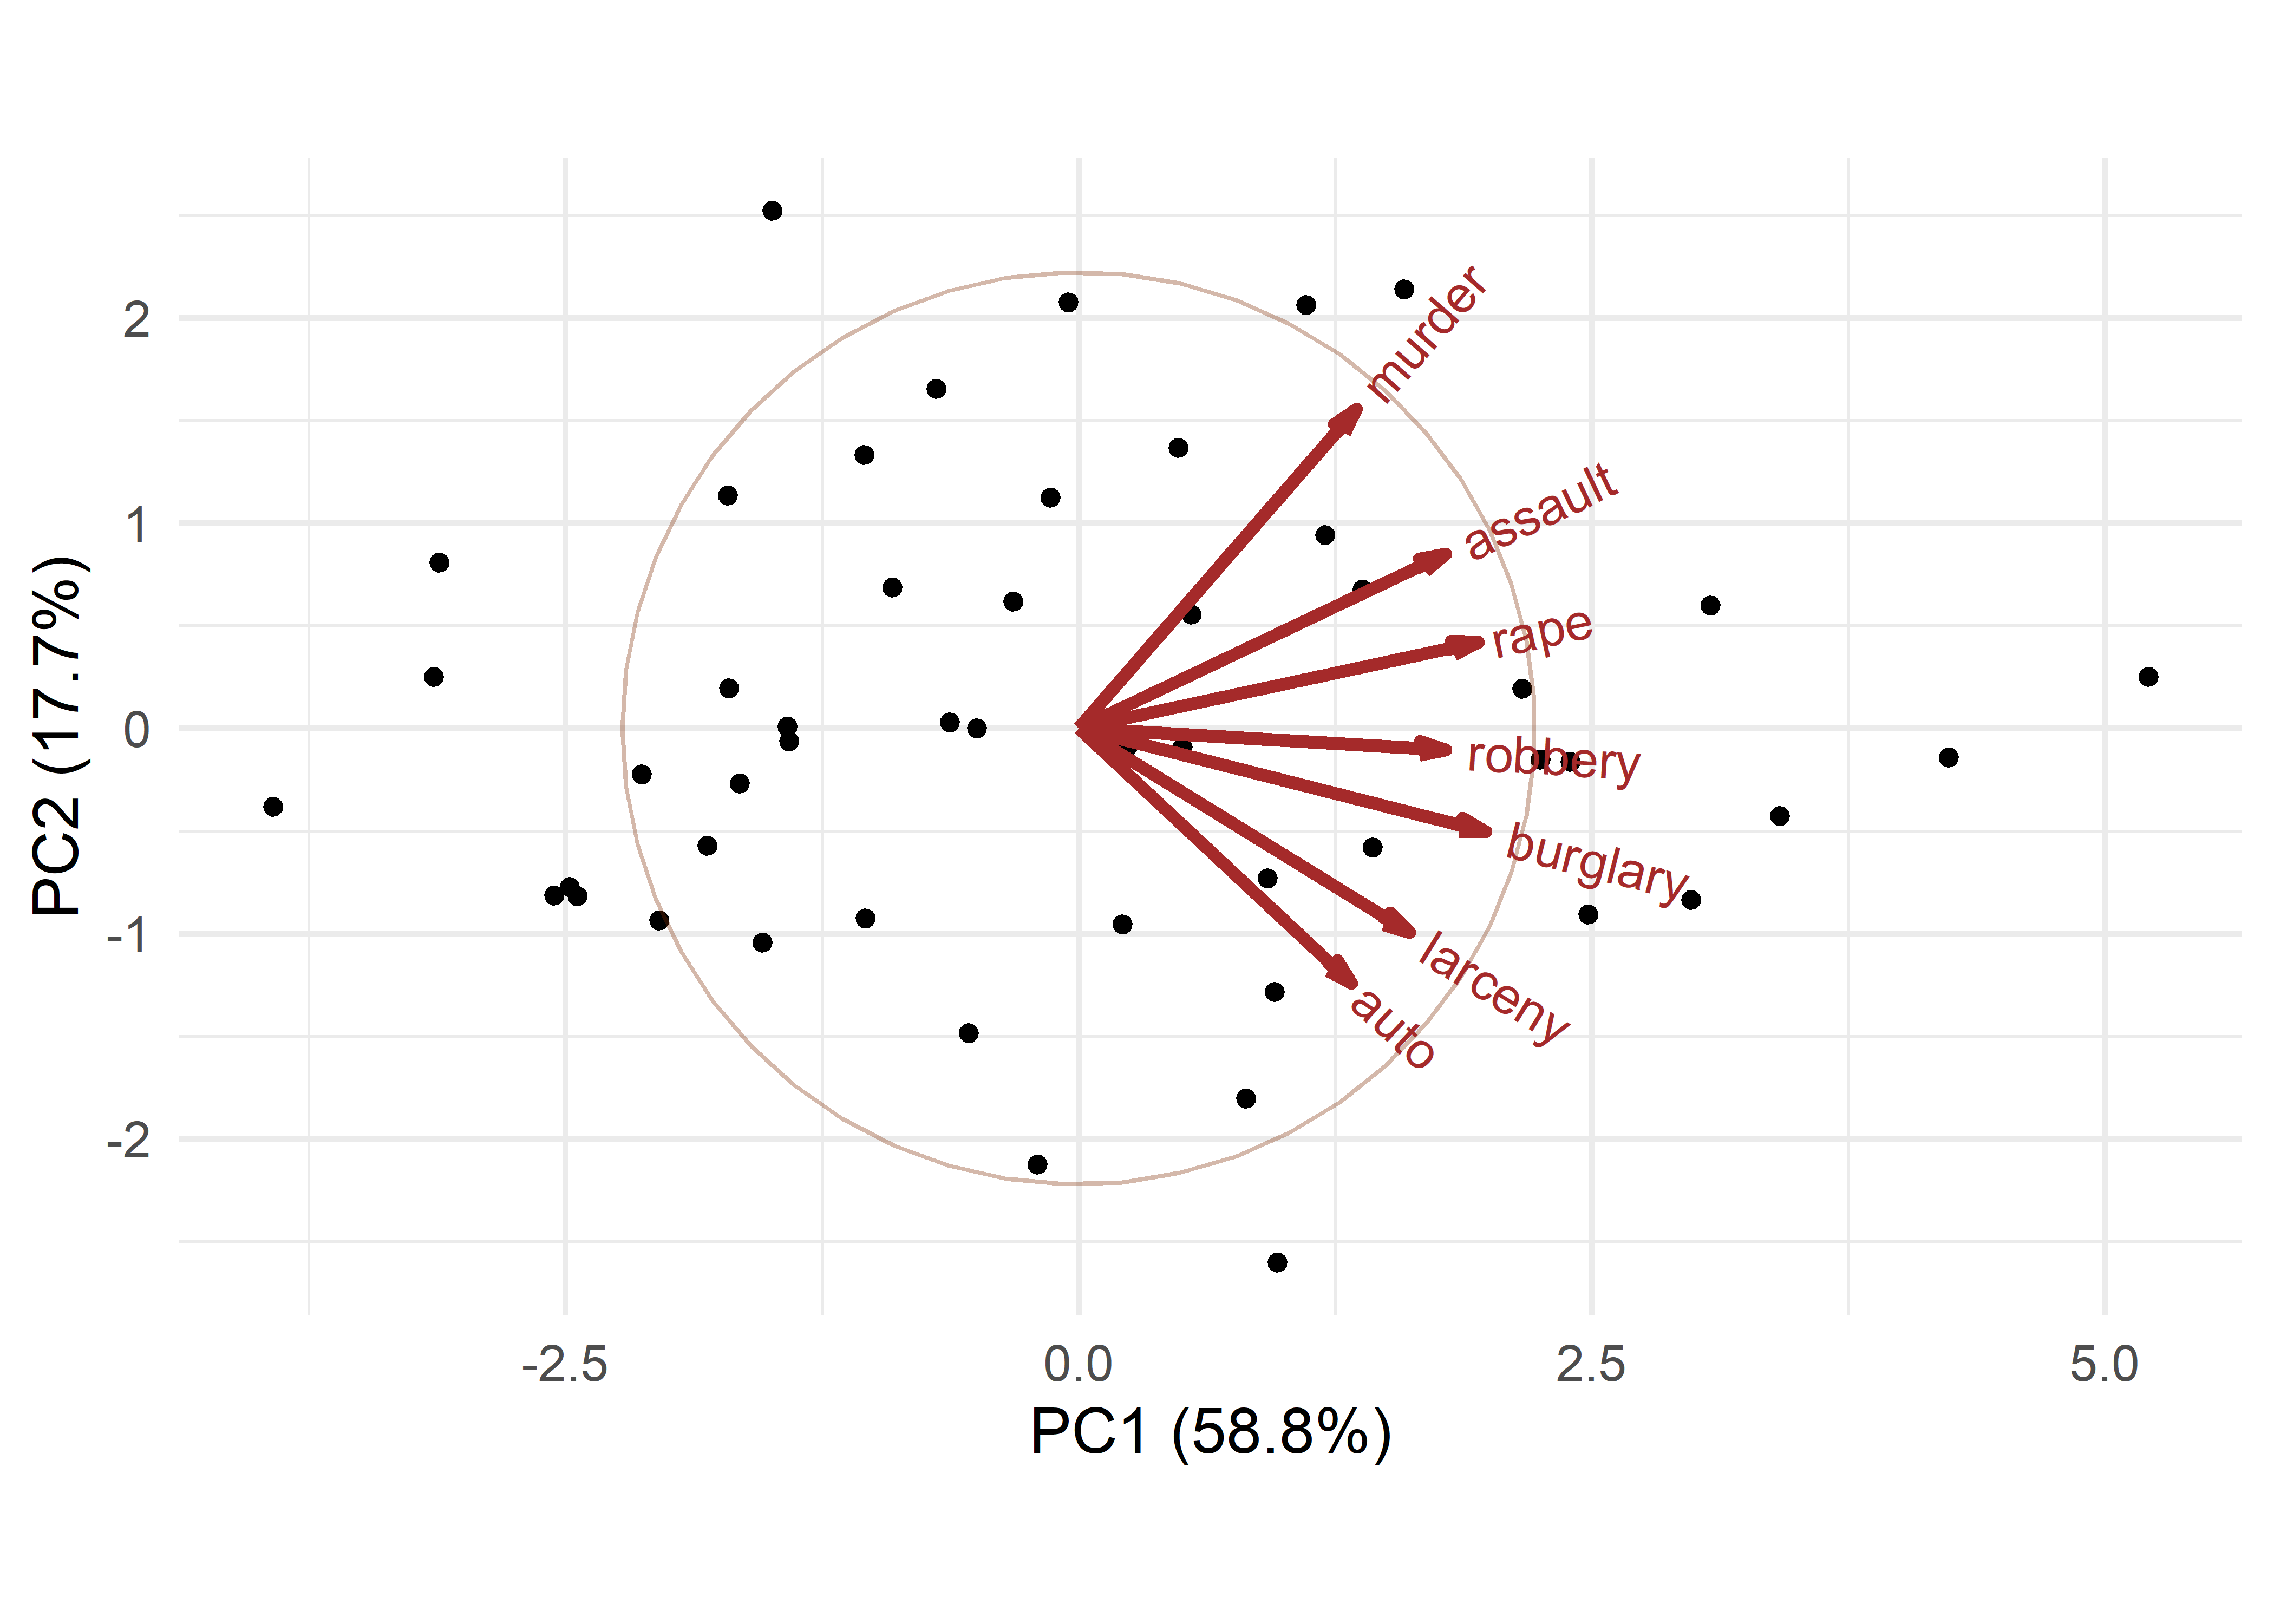 murder
2
assault
1
rape
0
robbery
burglary
-1
larceny
auto
-2
PC2 (17.7%)
-2.5 0.0 2.5 5.0
PC1 (58.8%)